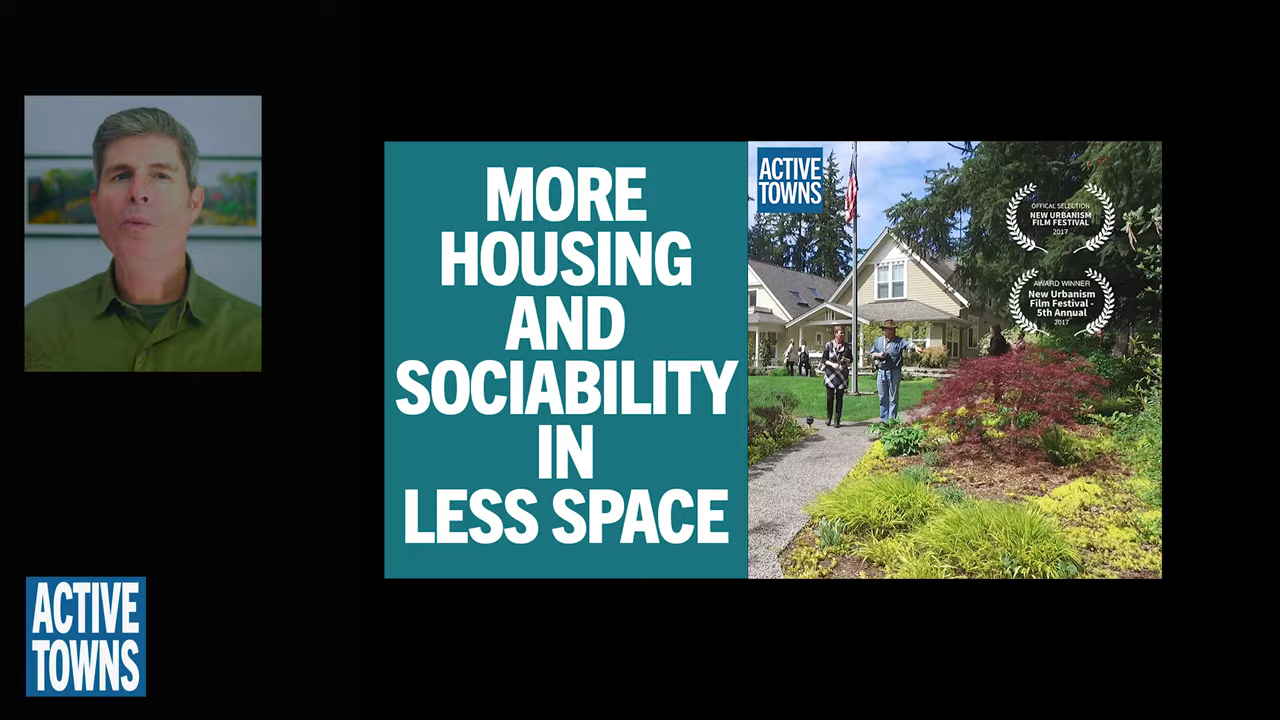 MORE
HOUSING
AND
SOCIABILITY
IN
LESS SPACE
ACTIVE
TOWNS
OFFICAL SELECTION
NEW URBANISM
FILM FESTIVAL
2017
AWARD WINNER
New Urbanism
Film Festival -
5th Annual
2017
ACTIVE
TOWNS